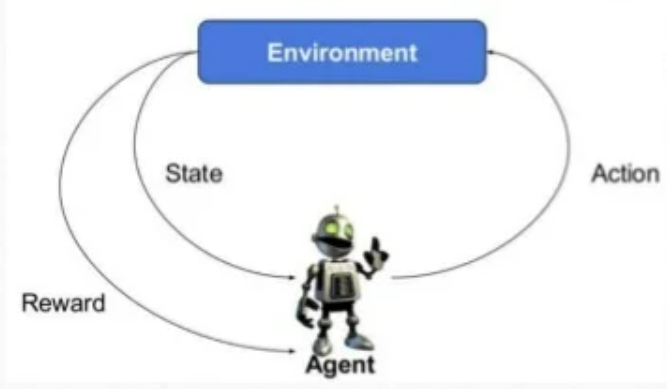 Environment
State
Action
Reward
Agent